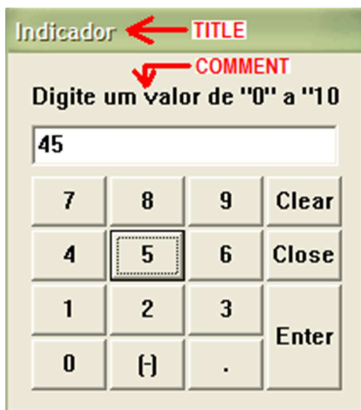 Indicador TITLE
COMMENT
Digite um valor de "0" a "10
45
7 8 9 Clear
4 5 6 Close
1 2 3
Enter
0 (-) .